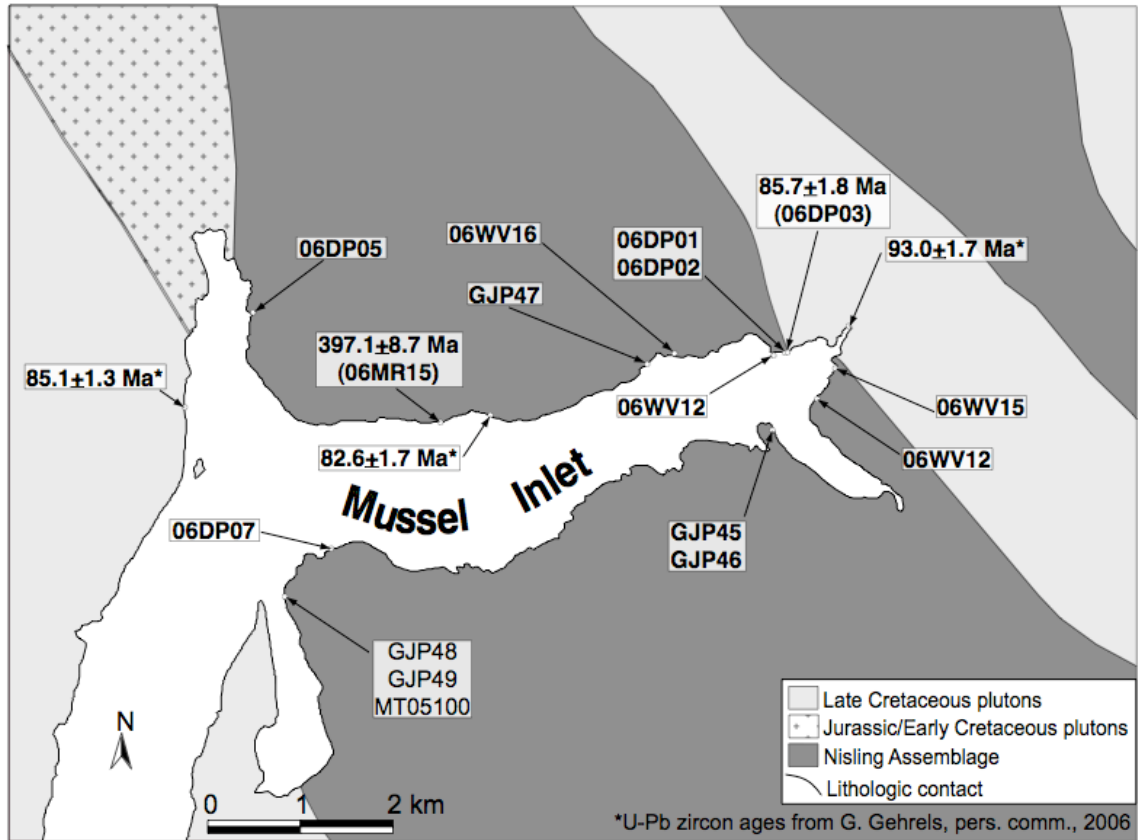 85.7±1.8 Ma
(06DP03)
06WV16
06DP01
06DP02
93.0±1.7 Ma*
06DP05
GJP47
397.1±8.7 Ma
(06MR15)
85.1±1.3 Ma*
06WV12
06WV15
82.6±1.7 Ma*
06WV12
Mussel Inlet
06DP07
GJP45
GJP46
GJP48
GJP49
MT05100
N
0 1 2 km
Late Cretaceous plutons
Jurassic/Early Cretaceous plutons
Nisling Assemblage
Lithologic contact
*U-Pb zircon ages from G. Gehrels, pers. comm., 2006